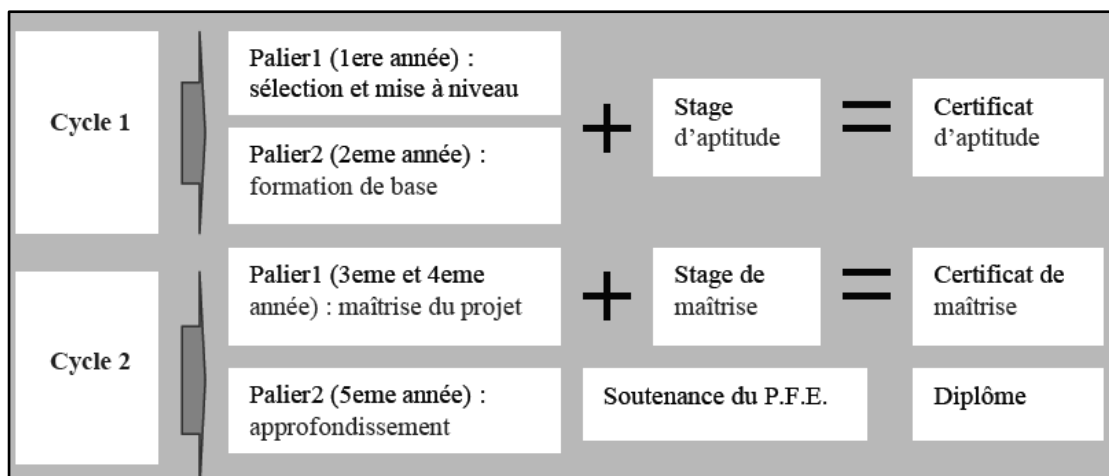 Cycle 1
Palier1 (1ere année) :
sélection et mise à niveau
Palier2 (2eme année) :
formation de base
+
Stage
d’aptitude
=
Certificat
d’aptitude
Cycle 2
Palier1 (3eme et 4eme
année) : maîtrise du projet
+
Stage de
maîtrise
=
Certificat de
maîtrise
Palier2 (5eme année) :
approfondissement
Soutenance du P.F.E.
Diplôme